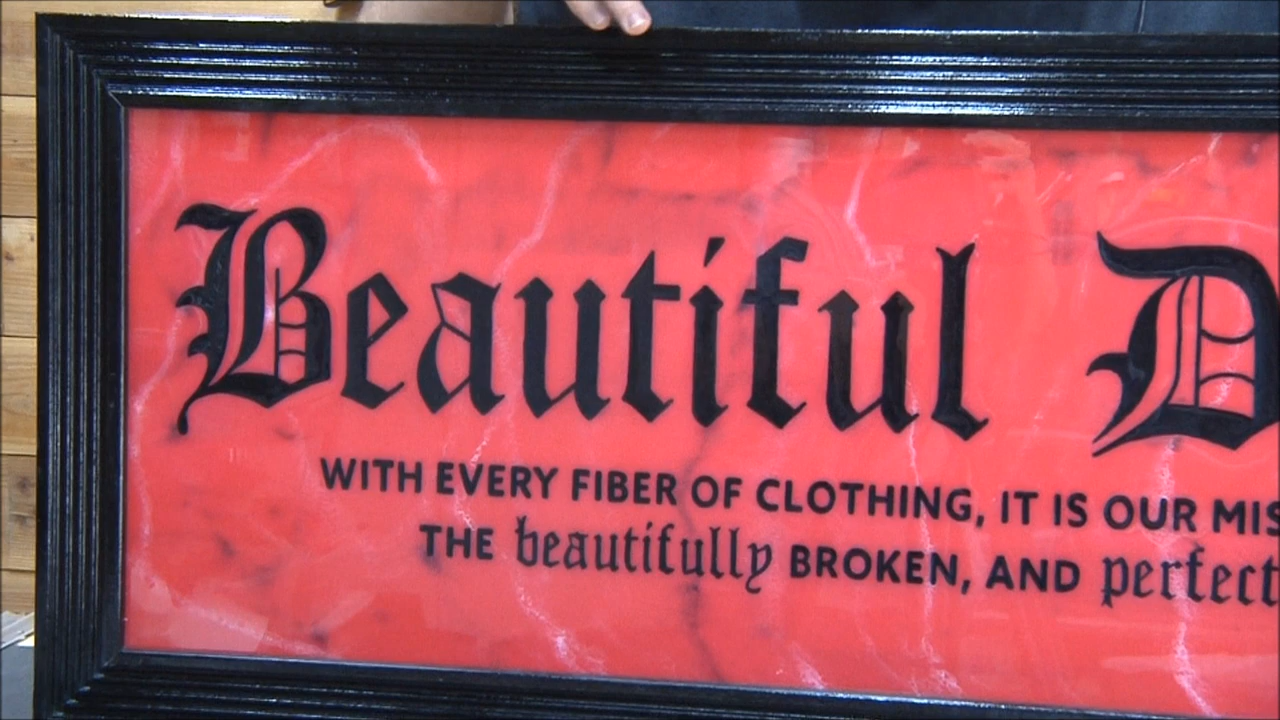 Beautiful D
WITH EVERY FIBER OF CLOTHING, IT IS OUR MIS
THE beautifully BROKEN, AND perfect